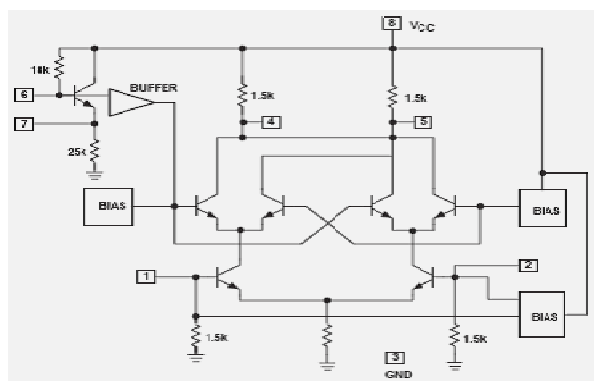 8 VCC
18k
BUFFER
6
1.5k
1.5k
7
4
5
25k
BIAS
BIAS
1
2
BIAS
1.5k
1.5k
3
GND